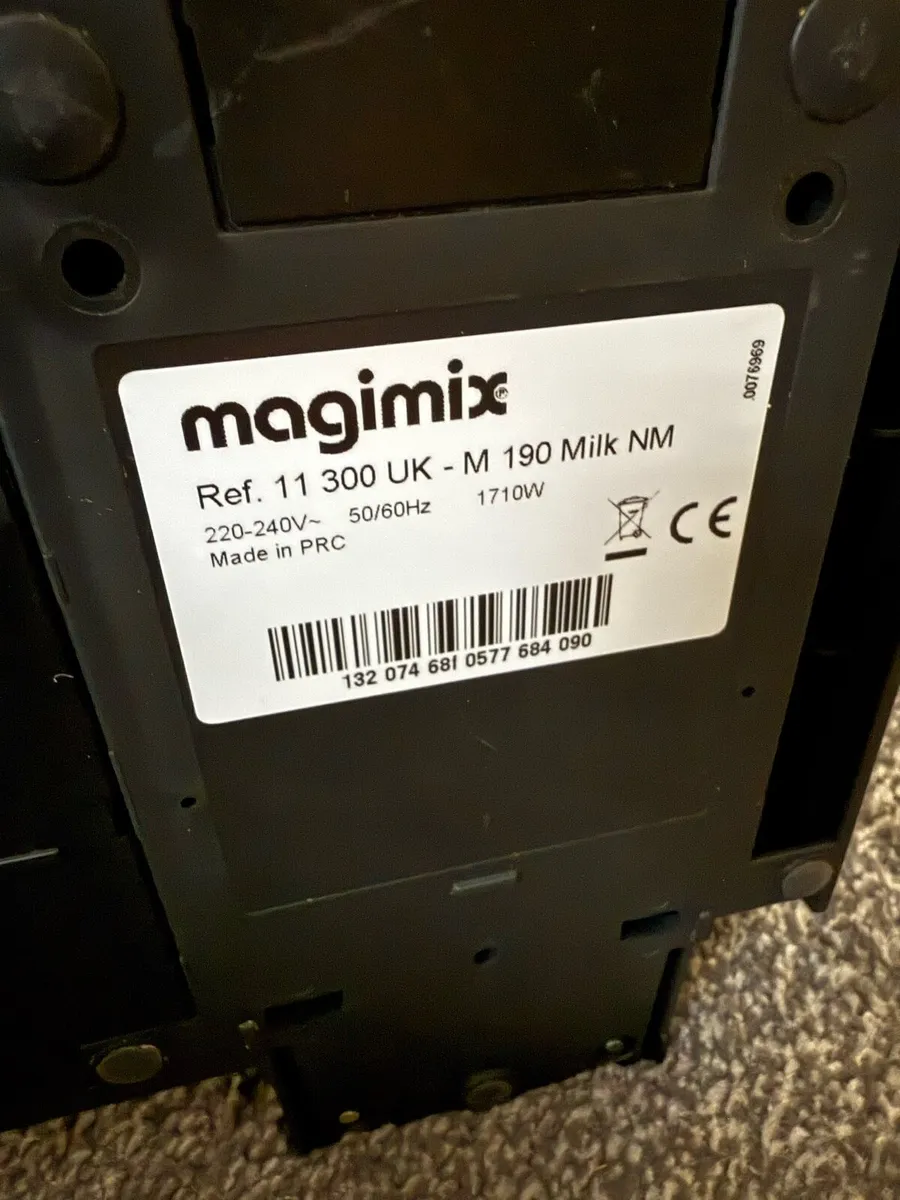 magimix®
Ref. 11 300 UK - M 190 Milk NM
220-240V~ 50/60Hz 1710W
Made in PRC
CE
132 074 681 0577 684 090
0076969